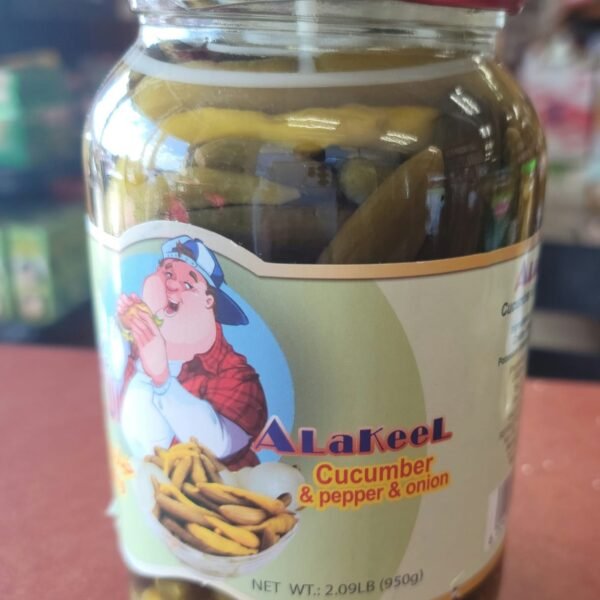 ALaKeeL
Cucumber
& pepper & onion
NET WT.: 2.09LB (950g)